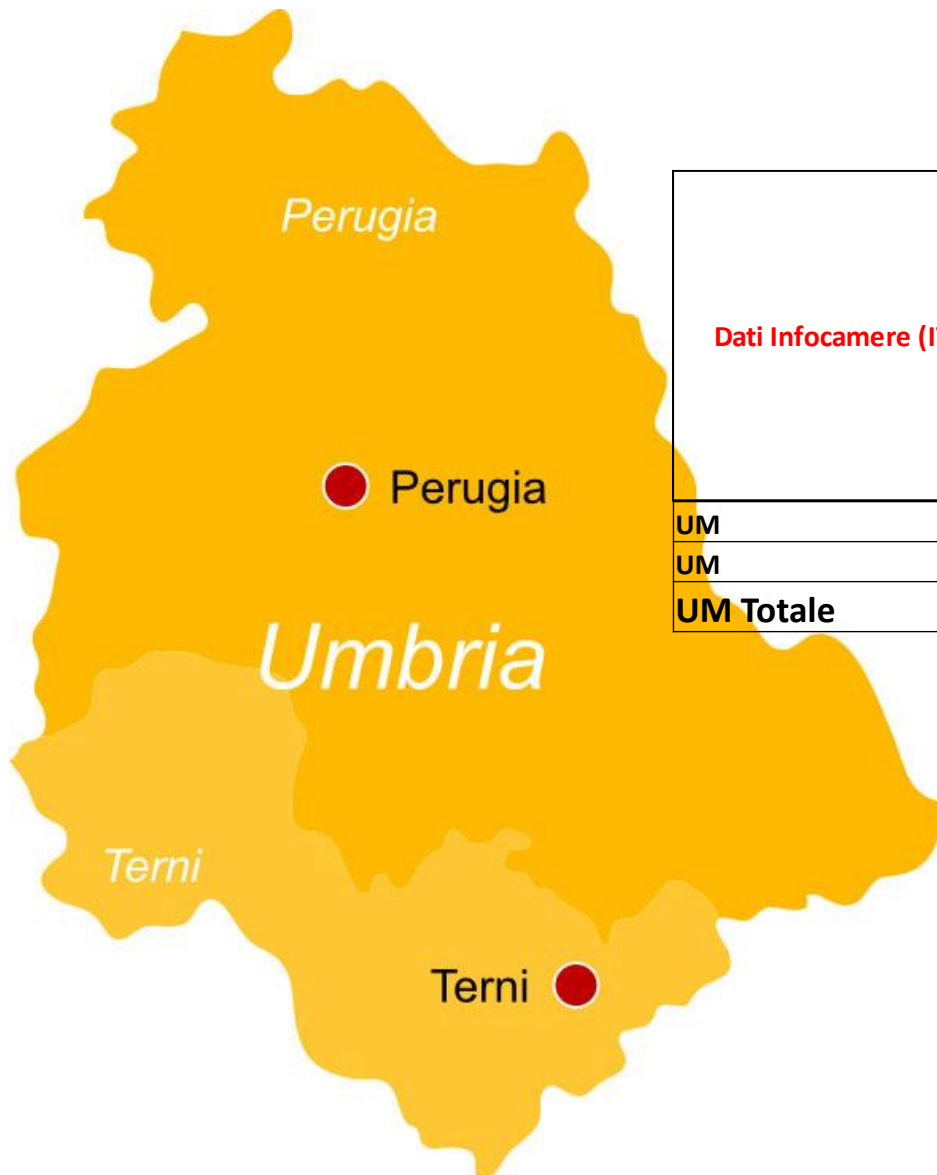 Perugia
Dati Infocamere (I
Perugia
UM
UM
UM Totale
Umbria
Terni
Terni